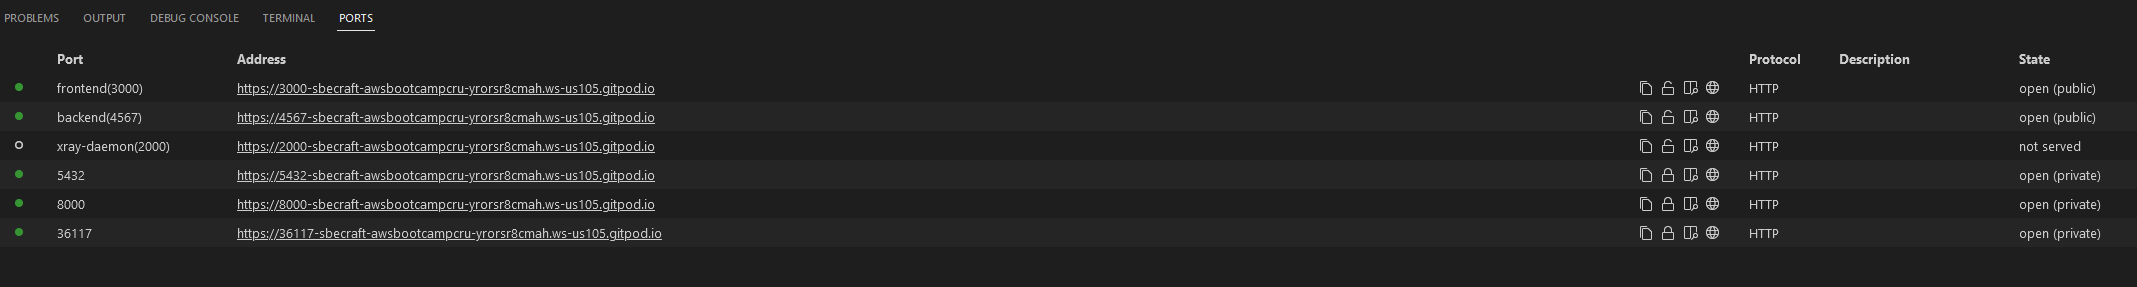 PROBLEMS OUTPUT DEBUG CONSOLE TERMINAL PORTS
Port Address Protocol Description State
frontend(3000) https://3000-sbecraft-awsbootcampcru-yrorsr8cmah.ws-us105.gitpod.io HTTP open (public)
backend(4567) https://4567-sbecraft-awsbootcampcru-yrorsr8cmah.ws-us105.gitpod.io HTTP open (public)
xray-daemon(2000) https://2000-sbecraft-awsbootcampcru-yrorsr8cmah.ws-us105.gitpod.io HTTP not served
5432 https://5432-sbecraft-awsbootcampcru-yrorsr8cmah.ws-us105.gitpod.io HTTP open (private)
8000 https://8000-sbecraft-awsbootcampcru-yrorsr8cmah.ws-us105.gitpod.io HTTP open (private)
36117 https://36117-sbecraft-awsbootcampcru-yrorsr8cmah.ws-us105.gitpod.io HTTP open (private)